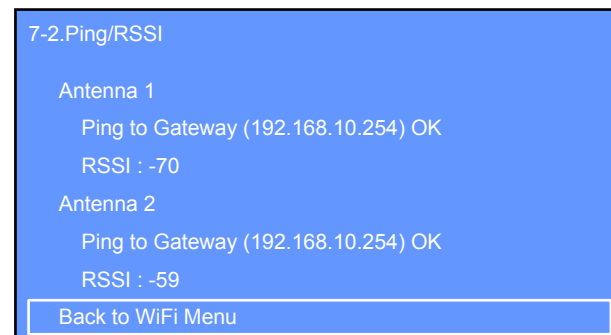 7-2.Ping/RSSI
Antenna 1
Ping to Gateway (192.168.10.254) OK
RSSI : -70
Antenna 2
Ping to Gateway (192.168.10.254) OK
RSSI : -59
Back to WiFi Menu